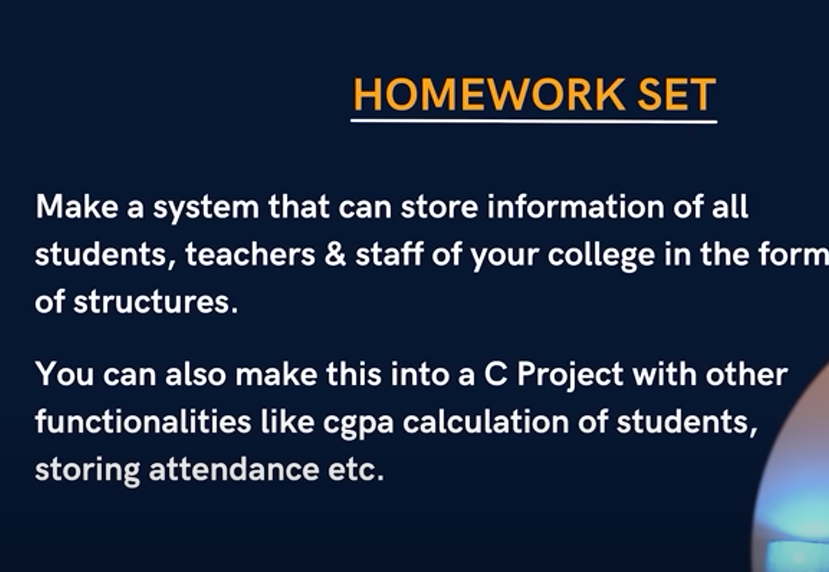 HOMEWORK SET
Make a system that can store information of all
students, teachers & staff of your college in the form
of structures.
You can also make this into a C Project with other
functionalities like cgpa calculation of students,
storing attendance etc.